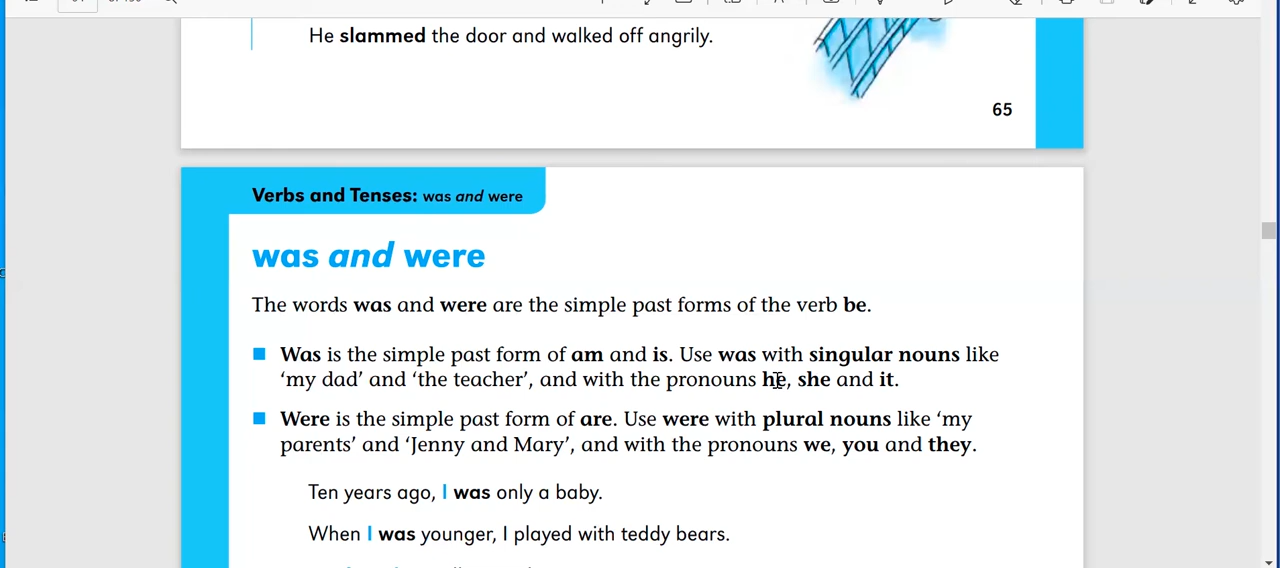 He slammed the door and walked off angrily.
65
Verbs and Tenses: was and were
was and were
The words was and were are the simple past forms of the verb be.
Was is the simple past form of am and is. Use was with singular nouns like
‘my dad’ and ‘the teacher’, and with the pronouns he, she and it.
Were is the simple past form of are. Use were with plural nouns like ‘my
parents’ and ‘Jenny and Mary’, and with the pronouns we, you and they.
Ten years ago, I was only a baby.
When I was younger, I played with teddy bears.